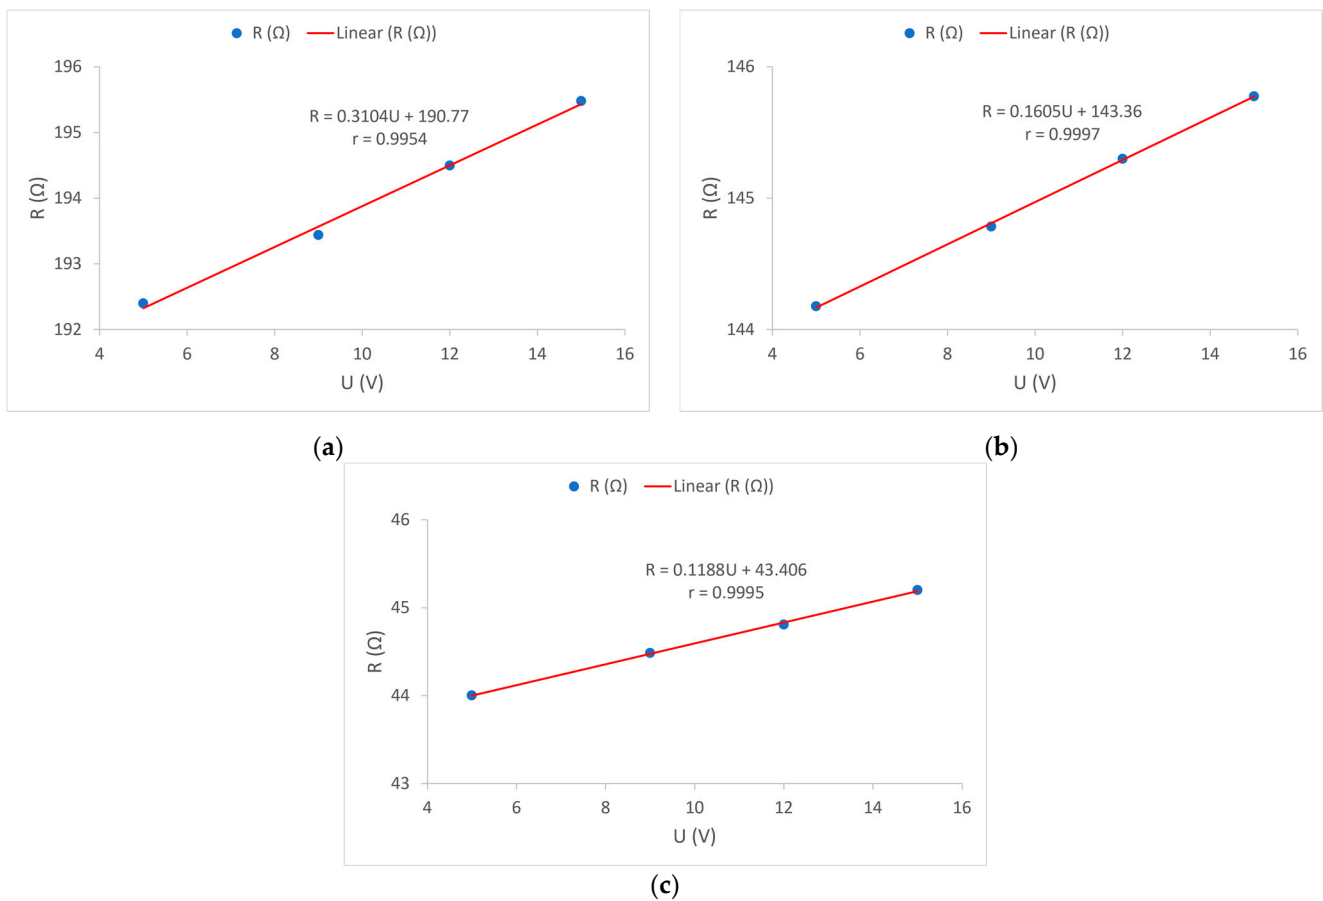 R (Ω) Linear (R (Ω))
196
195
194
193
192
R (Ω)
R = 0.3104U + 190.77
r = 0.9954
4 6 8 10 12 14 16
U (V)
(a)
R (Ω) Linear (R (Ω))
146
145
144
R (Ω)
R = 0.1605U + 143.36
r = 0.9997
4 6 8 10 12 14 16
U (V)
(b)
R (Ω) Linear (R (Ω))
46
45
44
43
R (Ω)
R = 0.1188U + 43.406
r = 0.9995
4 6 8 10 12 14 16
U (V)
(c)